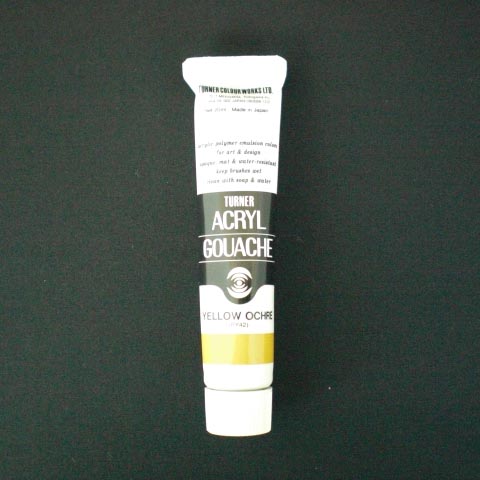 TURNER COLOUR WORKS LTD.
Made in Japan
acrylic polymer emulsion colour
for art & design
opaque, mat & water-resistant
keep brushes wet
clean with soap & water
TURNER
ACRYL
GOUACHE
YELLOW OCHRE